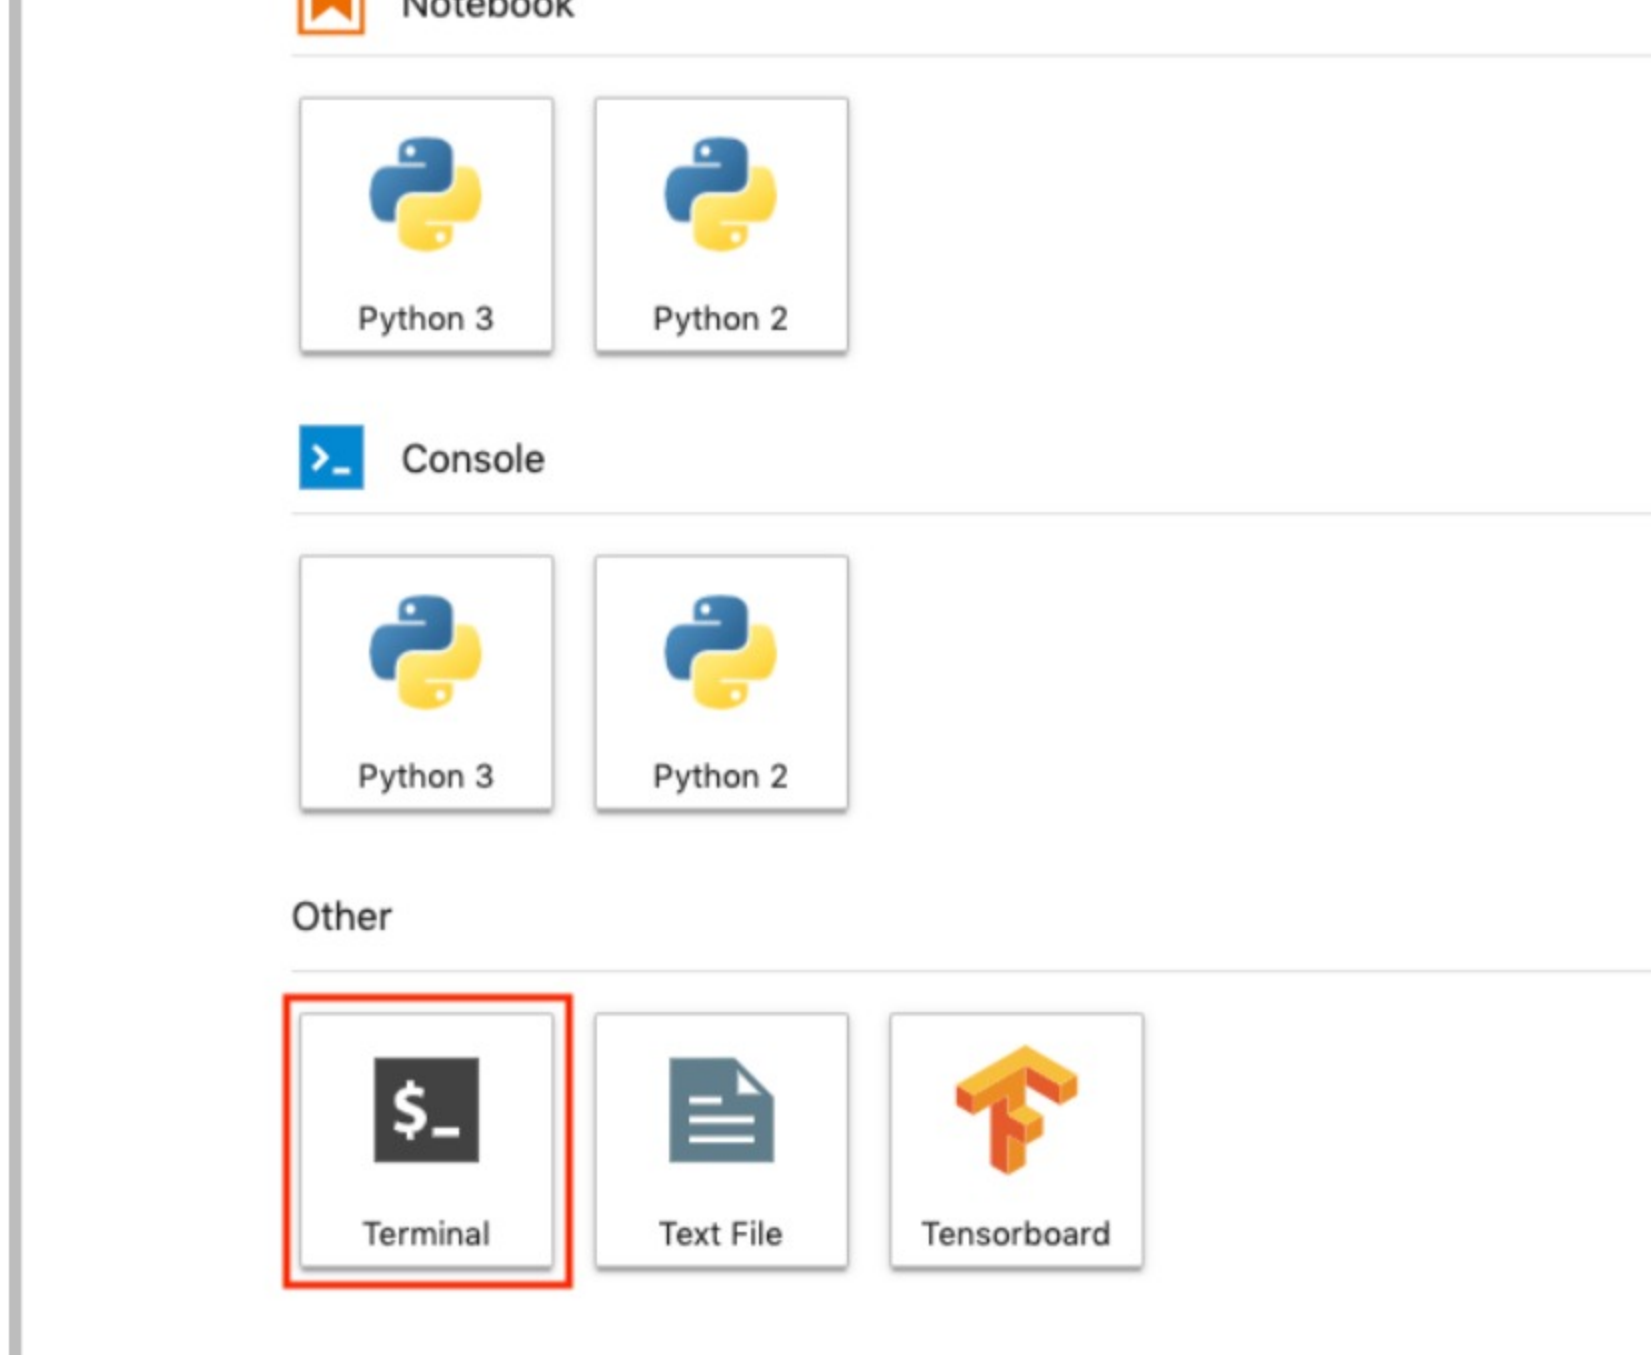 Notebook
Python 3 Python 2
Console
Python 3 Python 2
Other
$_
Terminal Text File Tensorboard